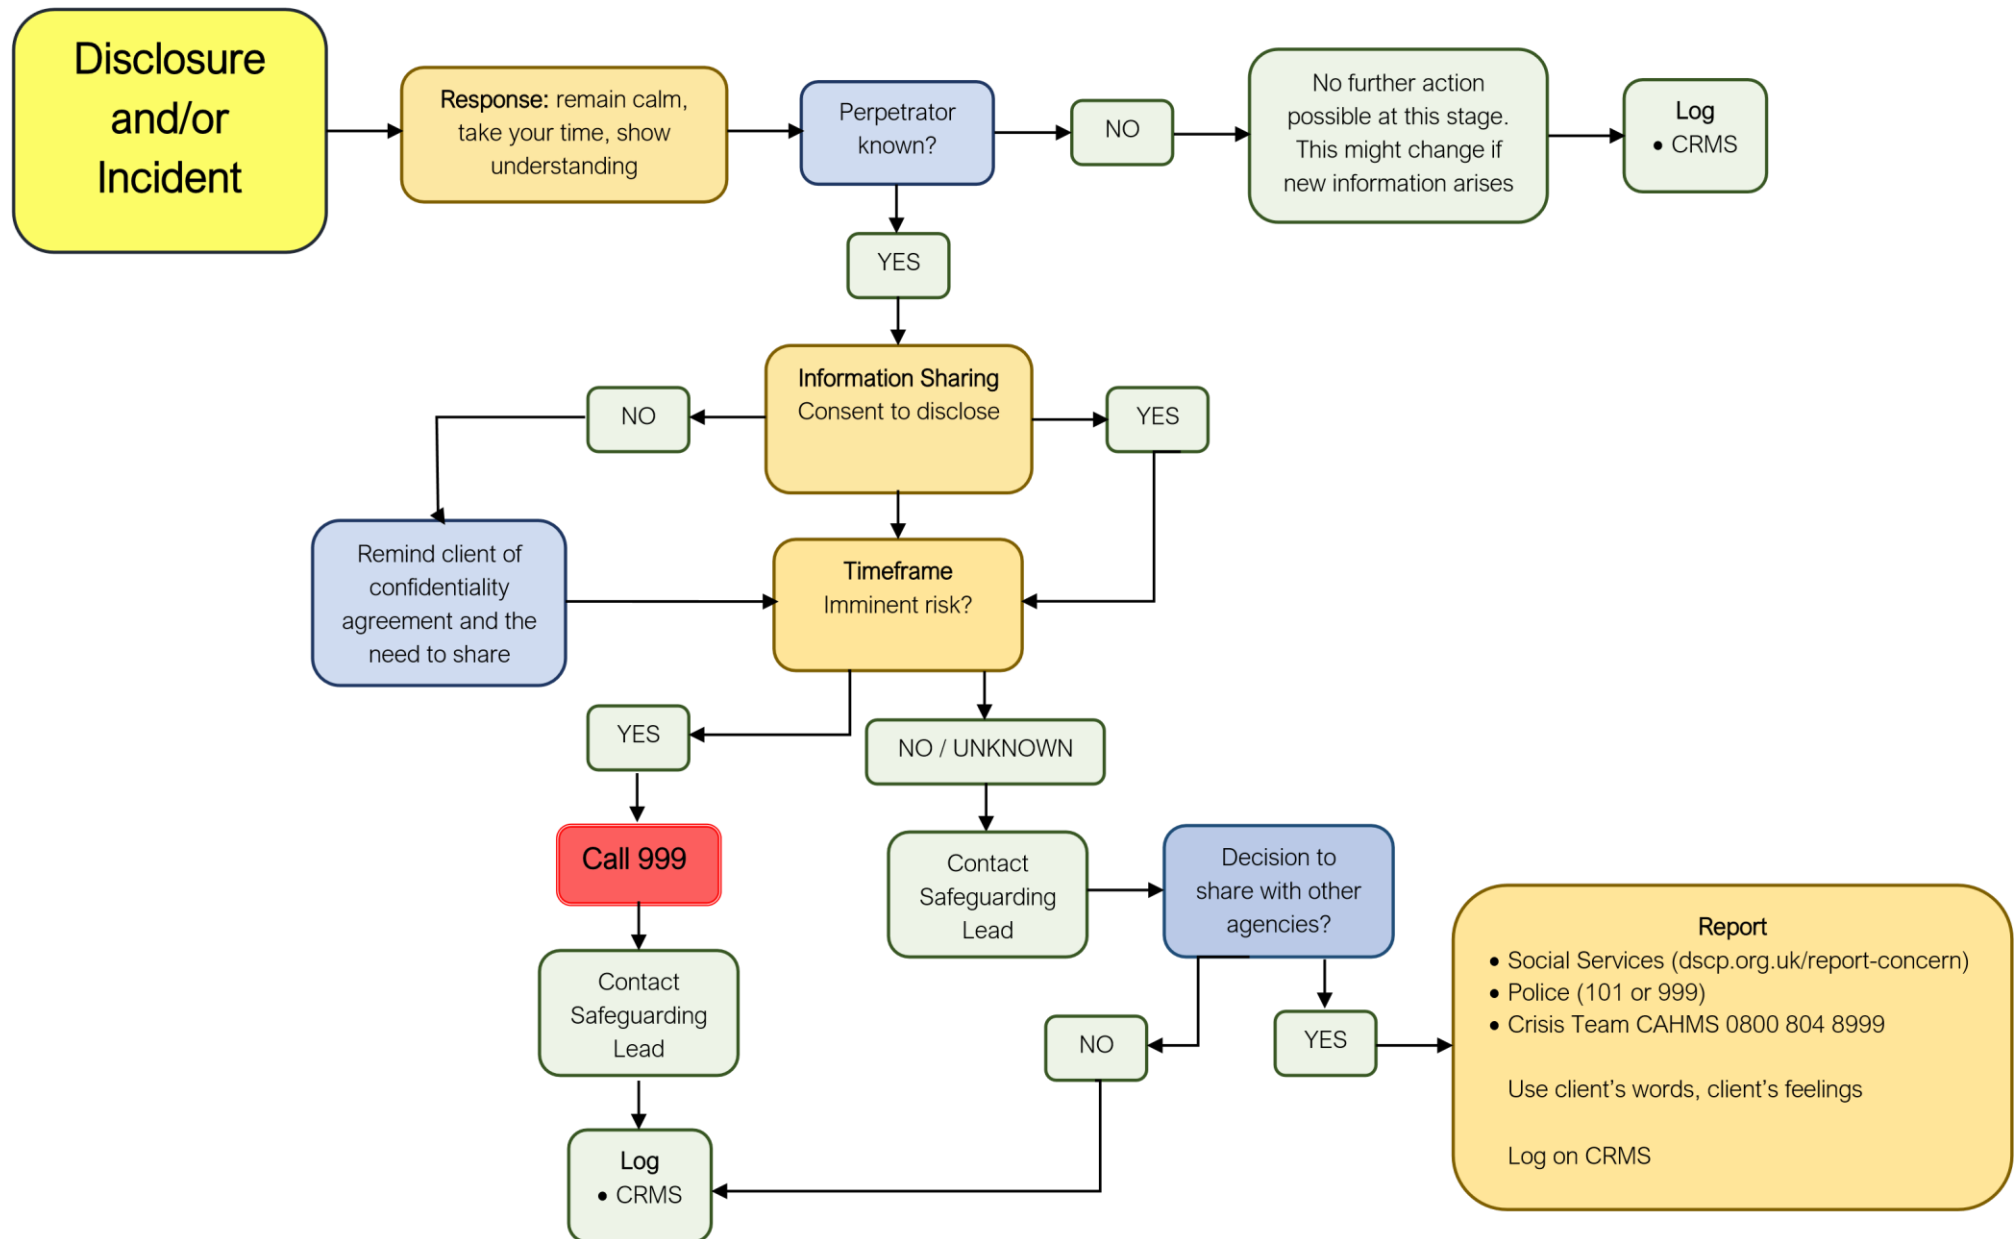 Disclosure
and/or
Incident
Response: remain calm,
take your time, show
understanding
Perpetrator
known?
NO
No further action
possible at this stage.
This might change if
new information arises
Log
• CRMS
YES
Information Sharing
Consent to disclose
NO
YES
Remind client of
confidentiality
agreement and the
need to share
Timeframe
Imminent risk?
YES
NO / UNKNOWN
Call 999
Contact
Safeguarding
Lead
Decision to
share with other
agencies?
Contact
Safeguarding
Lead
NO
YES
Report
• Social Services (dscp.org.uk/report-concern)
• Police (101 or 999)
• Crisis Team CAHMS 0800 804 8999
Use client’s words, client’s feelings
Log on CRMS
Log
• CRMS